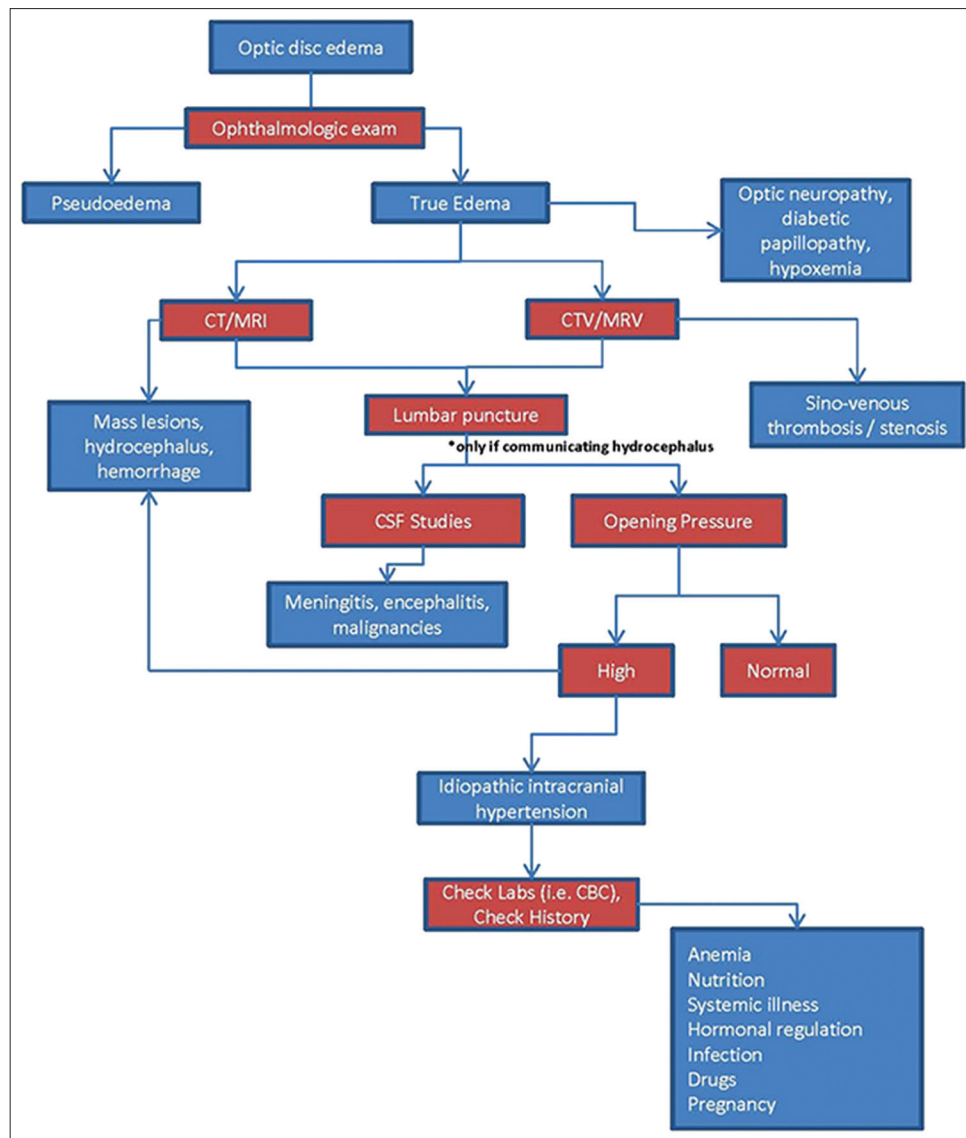 Optic disc edema
Ophthalmologic exam
Pseudoedema
True Edema
Optic neuropathy,
diabetic
papillopathy,
hypoxemia
CT/MRI
CTV/MRV
Mass lesions,
hydrocephalus,
hemorrhage
Lumbar puncture
Sino-venous
thrombosis / stenosis
*only if communicating hydrocephalus
CSF Studies
Opening Pressure
Meningitis, encephalitis,
malignancies
High
Normal
Idiopathic intracranial
hypertension
Check Labs (i.e. CBC),
Check History
Anemia
Nutrition
Systemic illness
Hormonal regulation
Infection
Drugs
Pregnancy